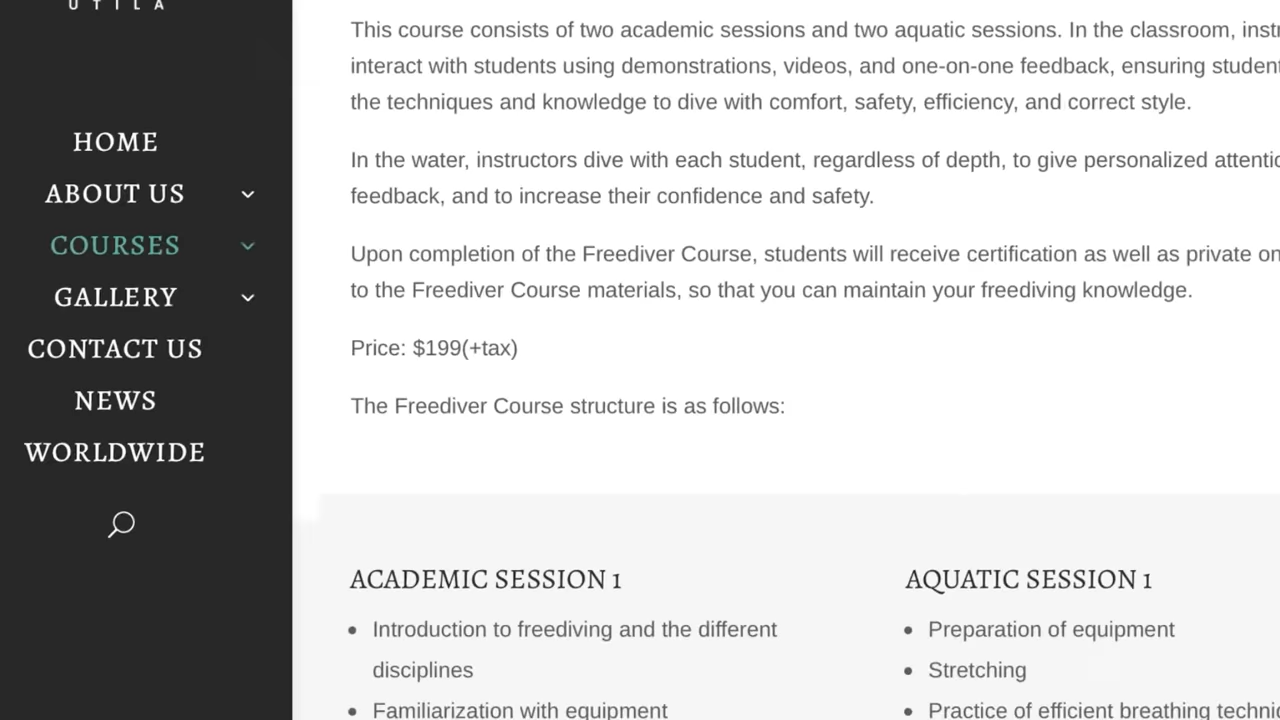 UTILA
HOME
ABOUT US
COURSES
GALLERY
CONTACT US
NEWS
WORLDWIDE
This course consists of two academic sessions and two aquatic sessions. In the classroom,
interact with students using demonstrations, videos, and one-on-one feedback, ensuring
the techniques and knowledge to dive with comfort, safety, efficiency, and correct style.
In the water, instructors dive with each student, regardless of depth, to give personalized
feedback, and to increase their confidence and safety.
Upon completion of the Freediver Course, students will receive certification as well as private
to the Freediver Course materials, so that you can maintain your freediving knowledge.
Price: $199(+tax)
The Freediver Course structure is as follows:
ACADEMIC SESSION 1
• Introduction to freediving and the different
disciplines
• Familiarization with equipment
AQUATIC SESSION 1
• Preparation of equipment
• Stretching
• Practice of efficient breathing